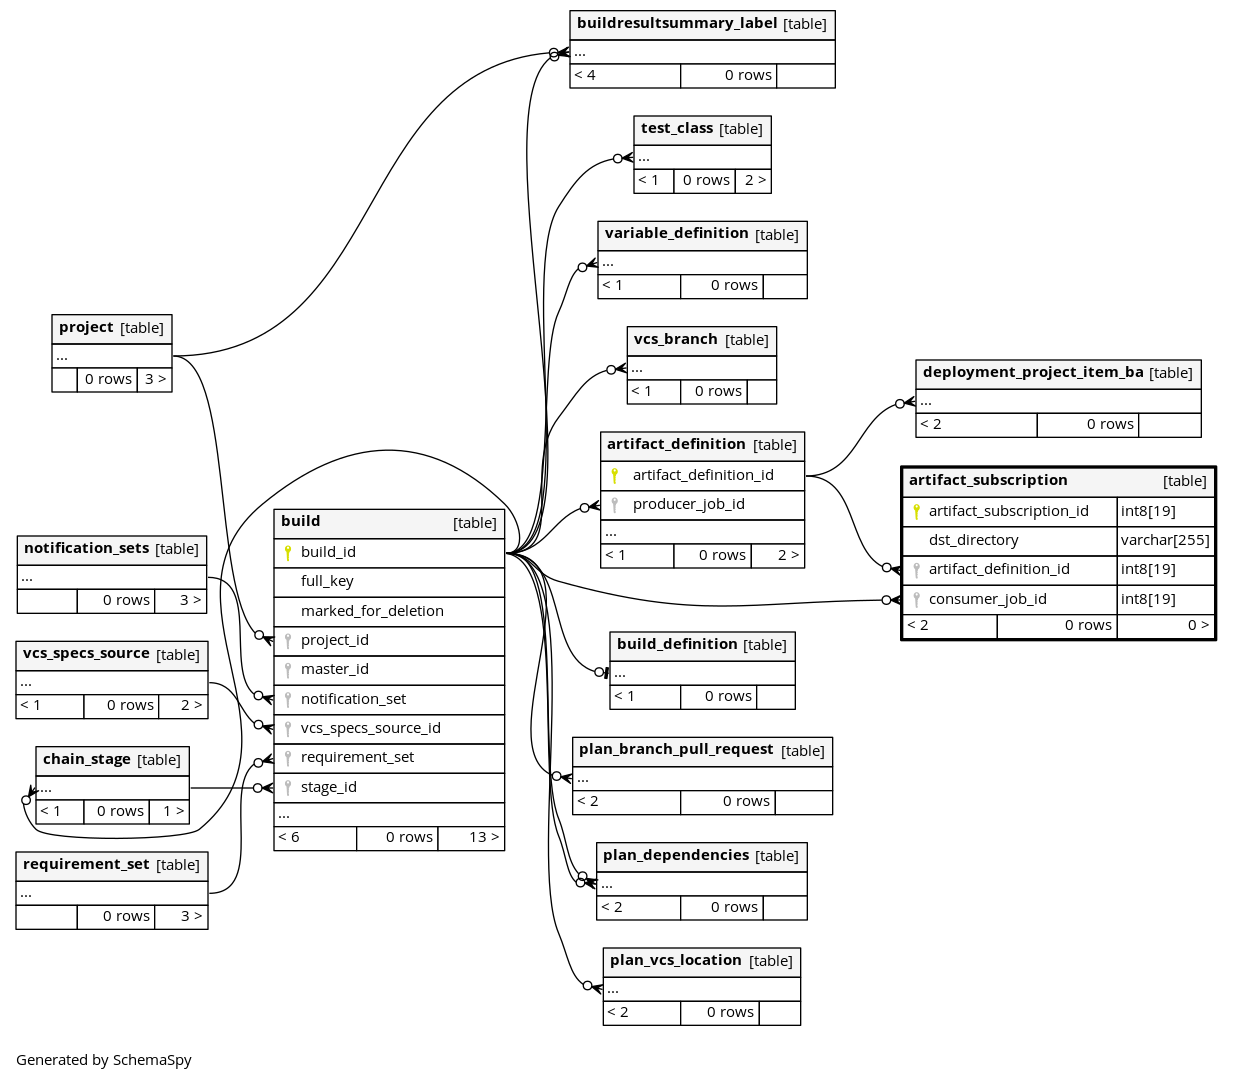 buildresultsummary_label [table]
...
< 4 0 rows
test_class [table]
...
< 1 0 rows 2 >
variable_definition [table]
...
< 1 0 rows
project [table]
...
0 rows 3 >
vcs_branch [table]
...
< 1 0 rows
deployment_project_item_ba [table]
...
< 2 0 rows
artifact_definition [table]
artifact_definition_id
producer_job_id
...
< 1 0 rows 2 >
artifact_subscription [table]
artifact_subscription_id int8[19]
dst_directory varchar[255]
artifact_definition_id int8[19]
consumer_job_id int8[19]
< 2 0 rows 0 >
build [table]
build_id
full_key
marked_for_deletion
project_id
master_id
notification_set
vcs_specs_source_id
requirement_set
stage_id
...
< 6 0 rows 13 >
notification_sets [table]
...
0 rows 3 >
vcs_specs_source [table]
...
< 1 0 rows 2 >
chain_stage [table]
...
< 1 0 rows 1 >
requirement_set [table]
...
0 rows 3 >
build_definition [table]
...
< 1 0 rows
plan_branch_pull_request [table]
...
< 2 0 rows
plan_dependencies [table]
...
< 2 0 rows
plan_vcs_location [table]
...
< 2 0 rows
Generated by SchemaSpy